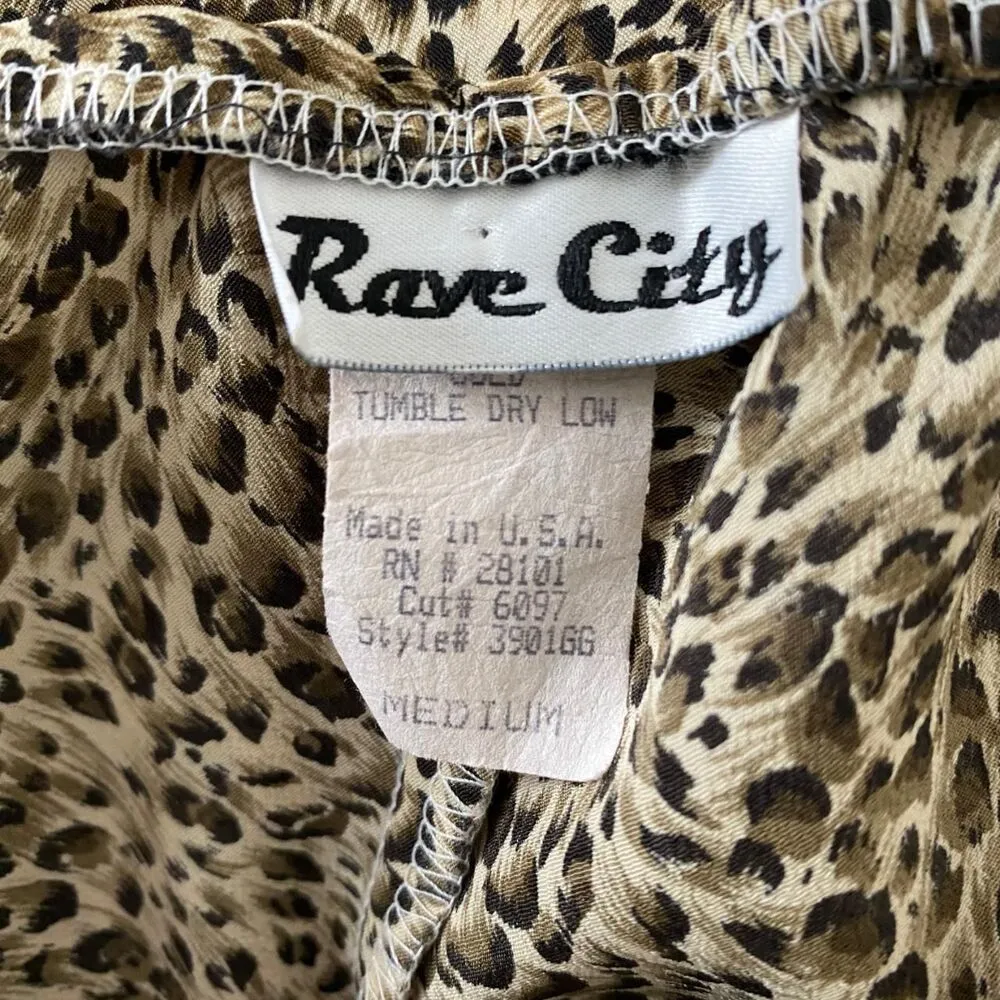 Rave City
TUMBLE DRY LOW
Made in U.S.A.
RN # 28101
Cut# 6097
Style# 3901GG
MEDIUM